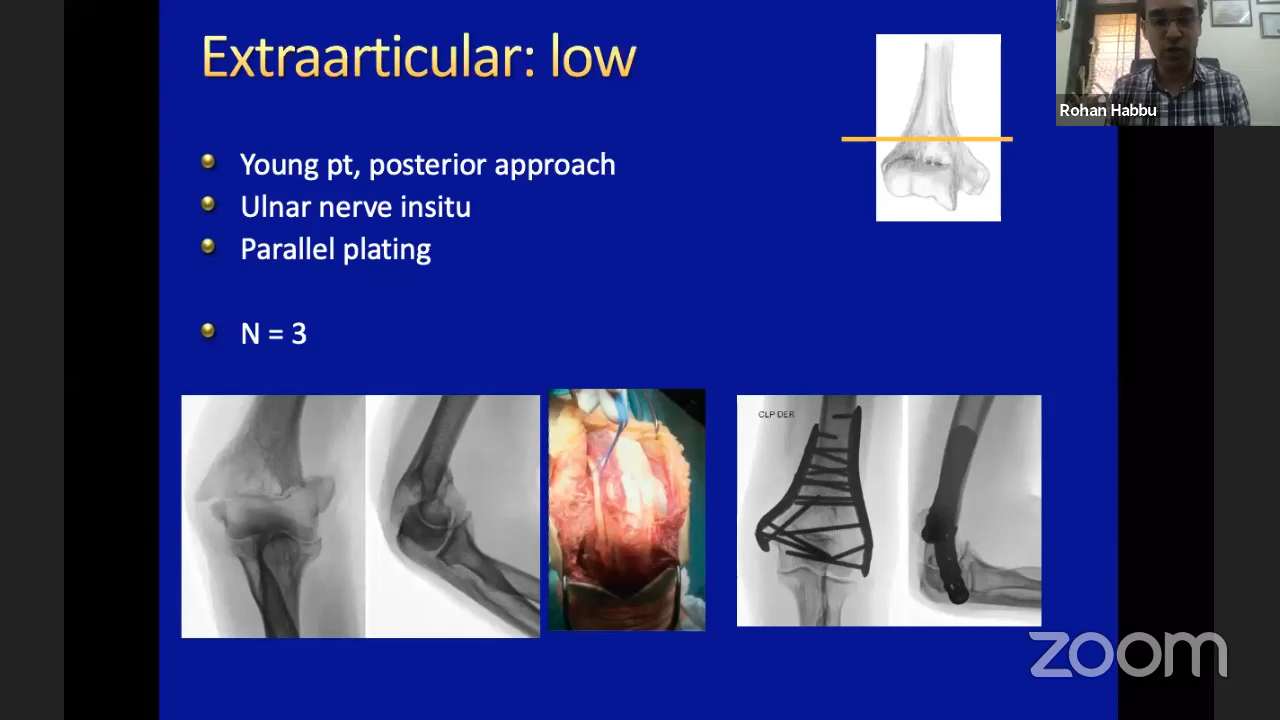 Extraarticular: low
Rohan Habbu
Young pt, posterior approach
Ulnar nerve insitu
Parallel plating
N = 3
CLP DER
zoom